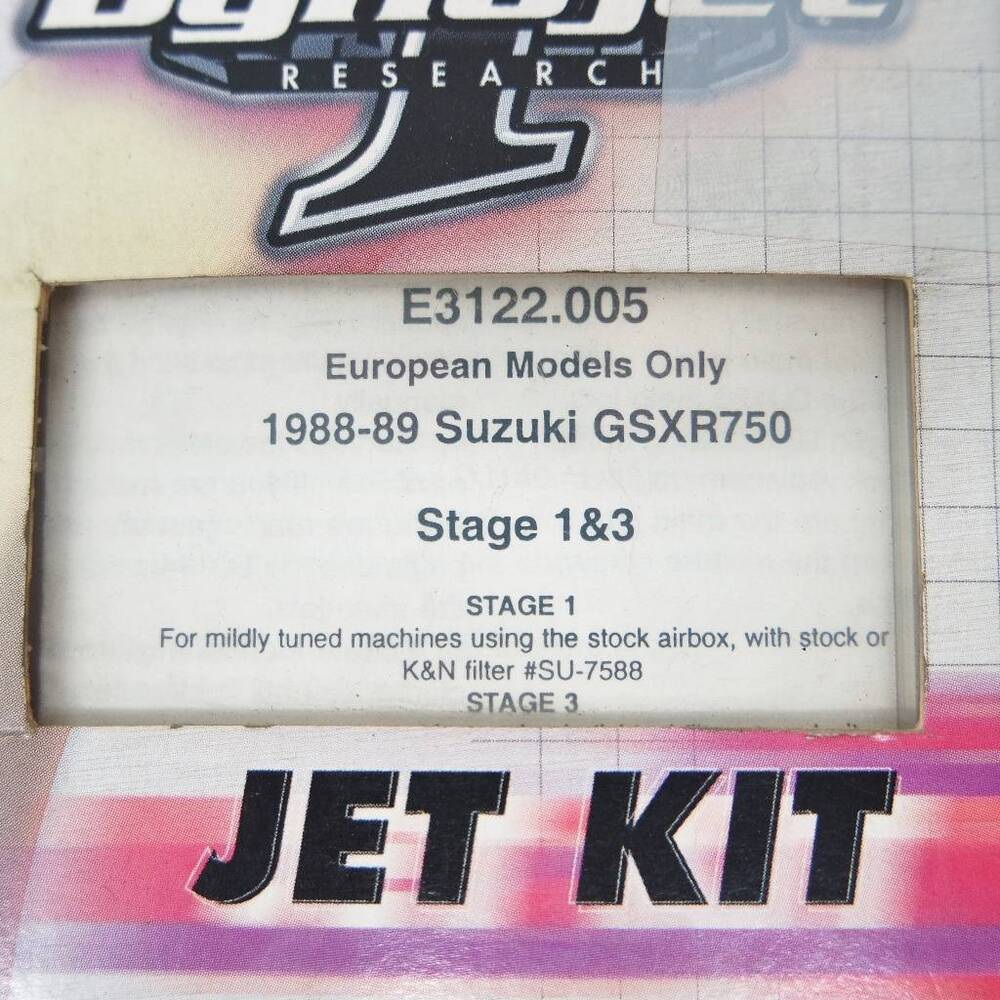 Dynojet
RESEARCH
E3122.005
European Models Only
1988-89 Suzuki GSXR750
Stage 1&3
STAGE 1
For mildly tuned machines using the stock airbox, with stock or
K&N filter #SU-7588
STAGE 3
JET KIT